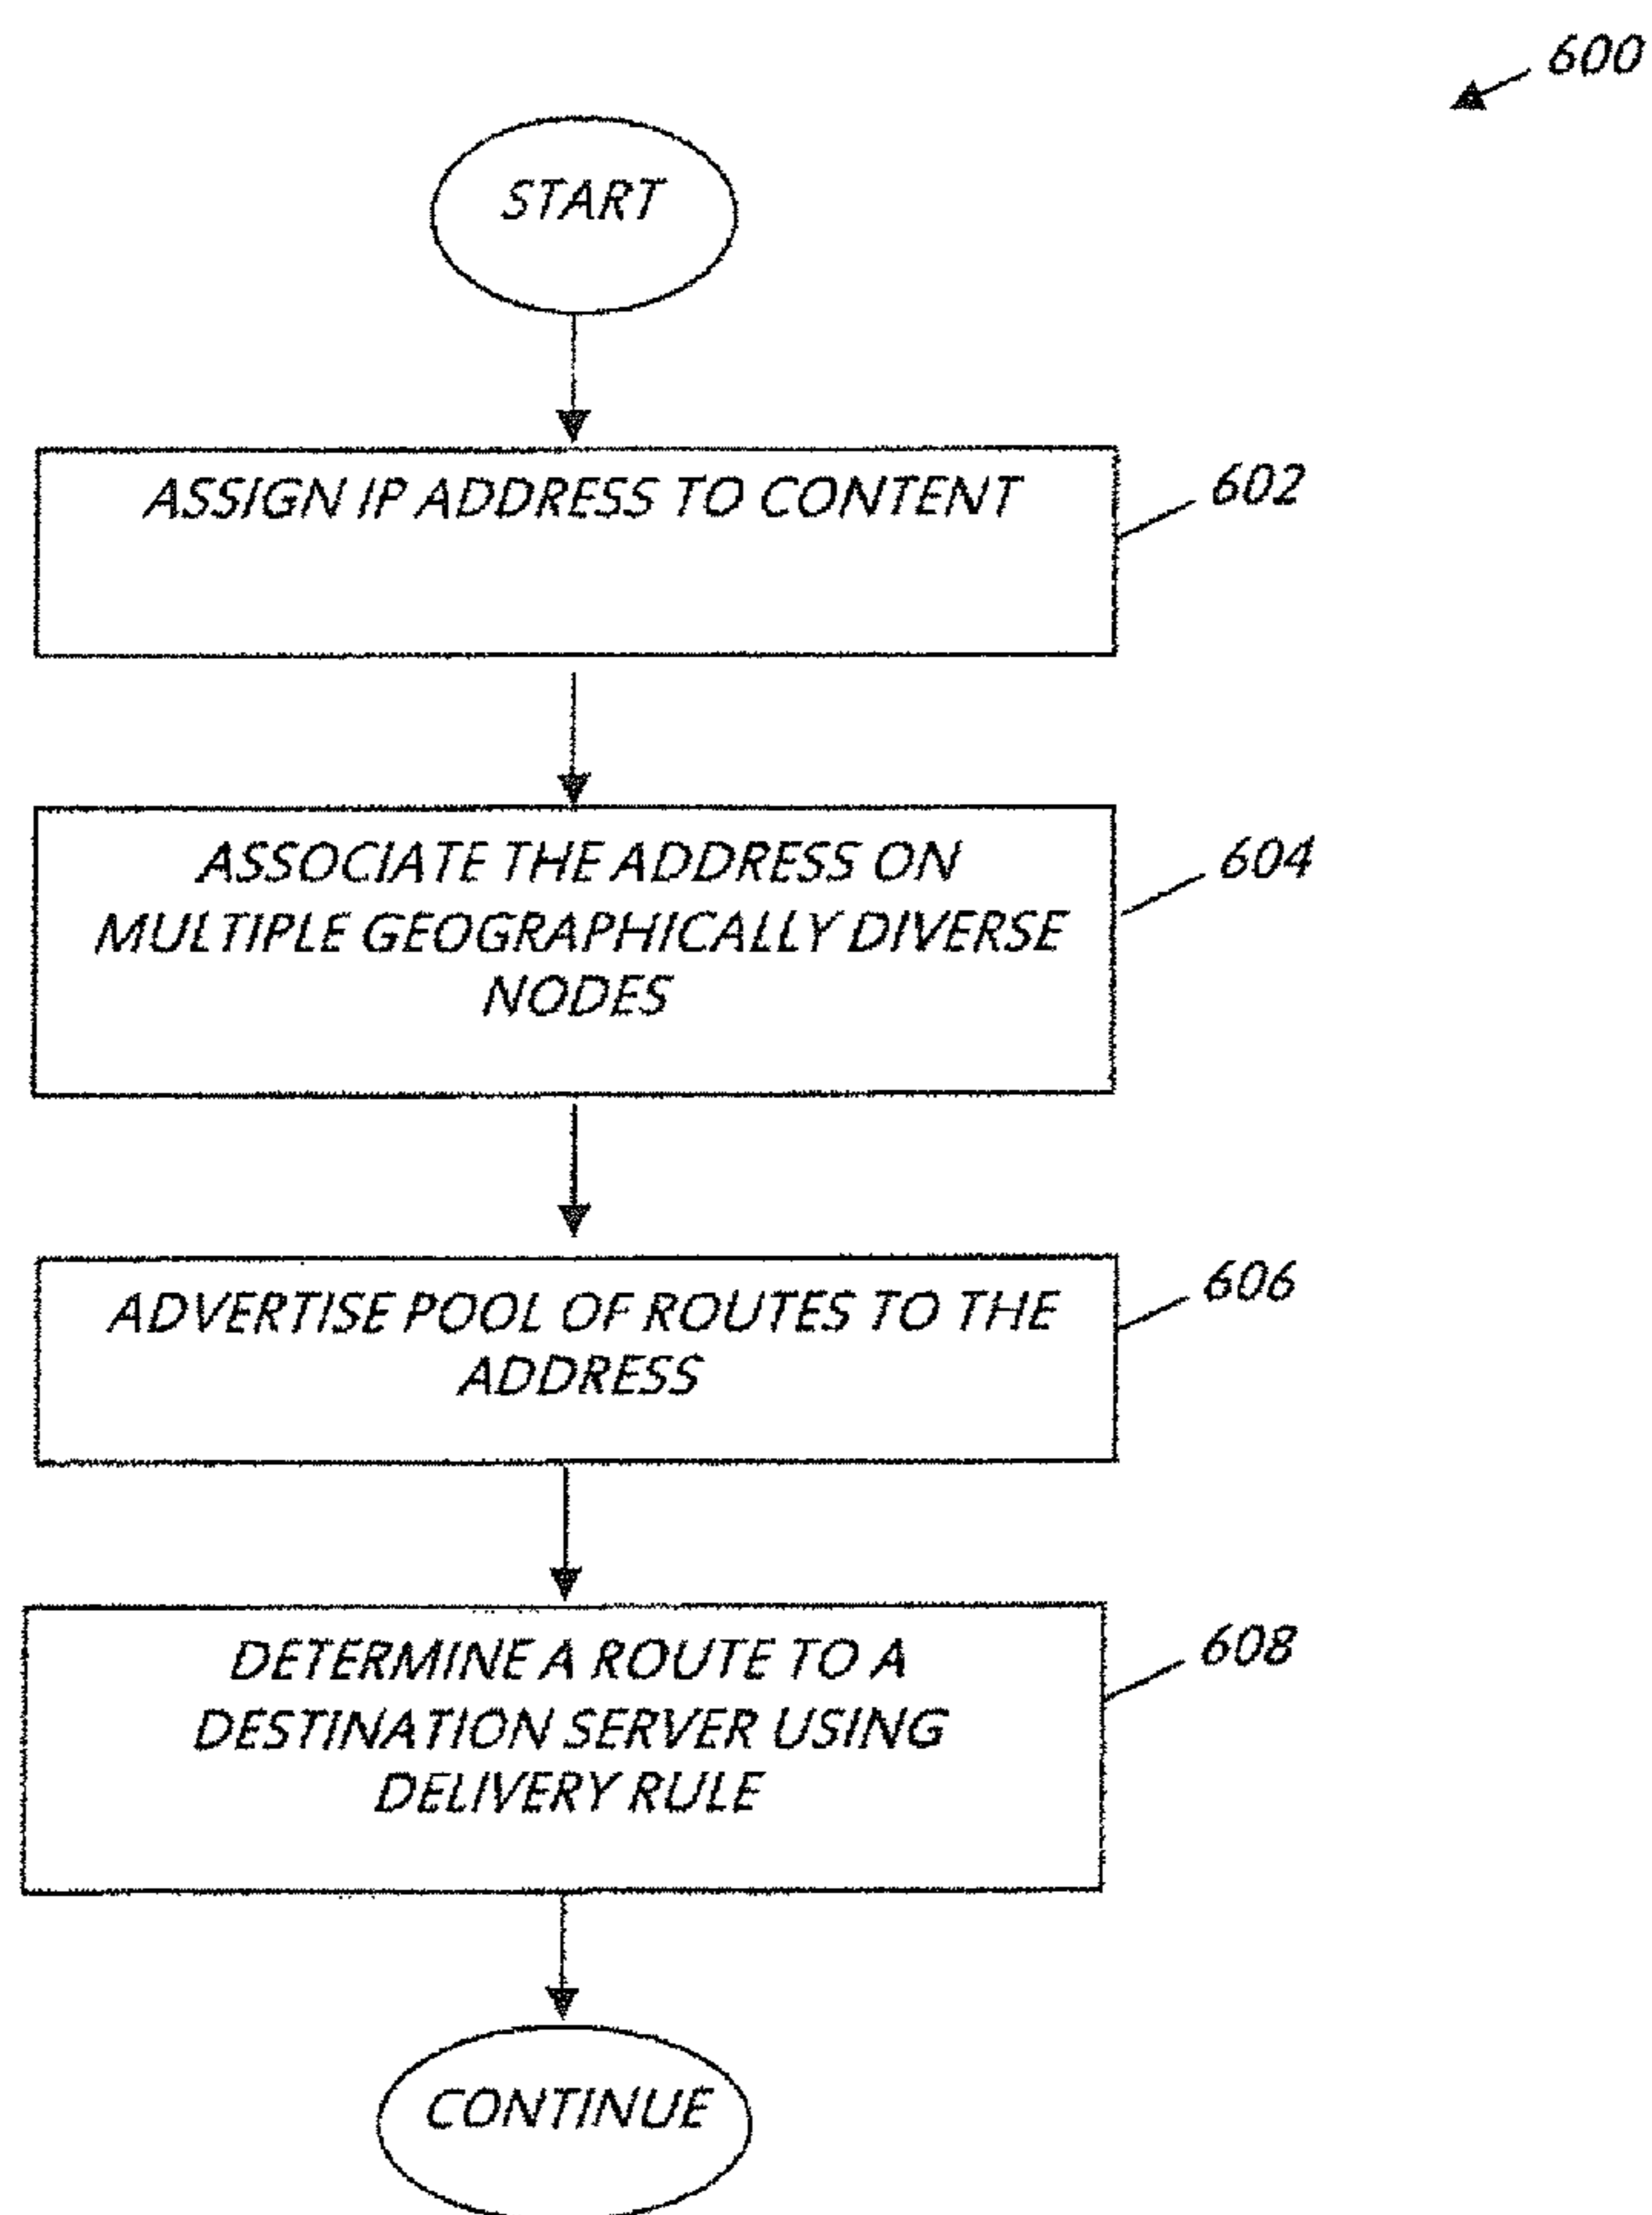 600
START
ASSIGN IP ADDRESS TO CONTENT
602
ASSOCIATE THE ADDRESS ON
MULTIPLE GEOGRAPHICALLY DIVERSE
NODES
604
ADVERTISE POOL OF ROUTES TO THE
ADDRESS
606
DETERMINE A ROUTE TO A
DESTINATION SERVER USING
DELIVERY RULE
608
CONTINUE